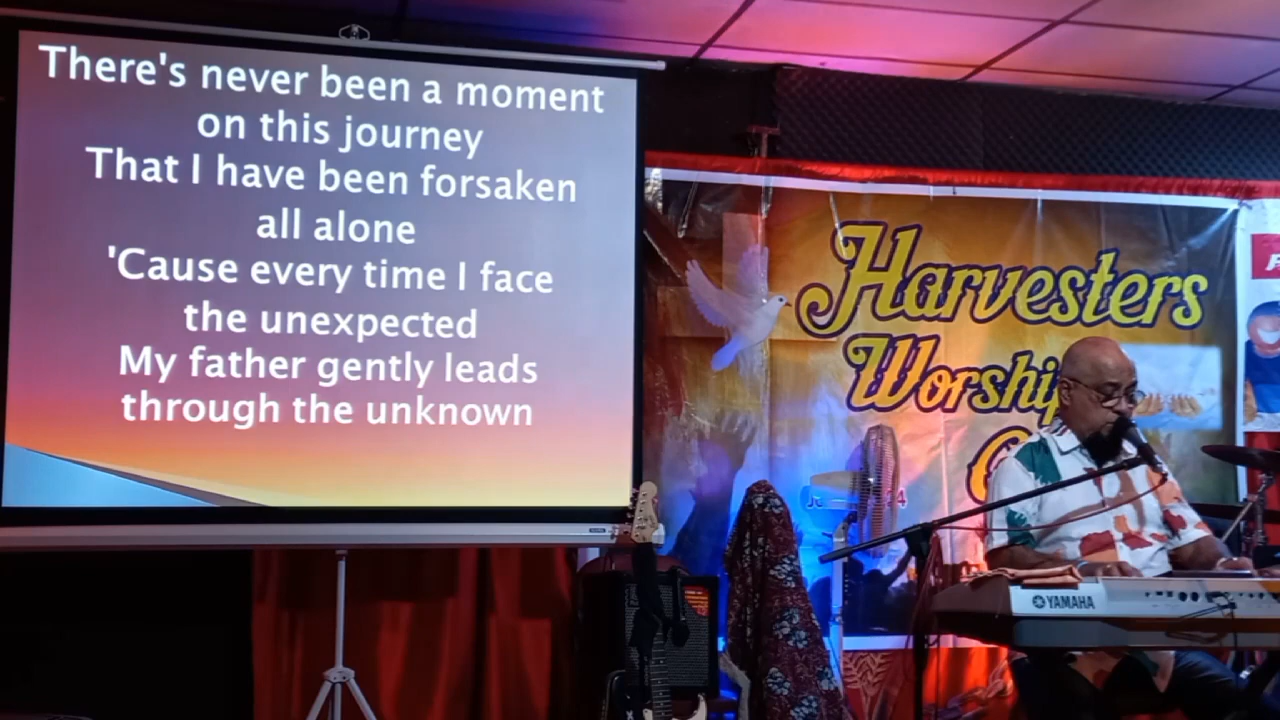 There's never been a moment
on this journey
That I have been forsaken
all alone
'Cause every time I face
the unexpected
My father gently leads
through the unknown
Harvesters
Worship
YAMAHA